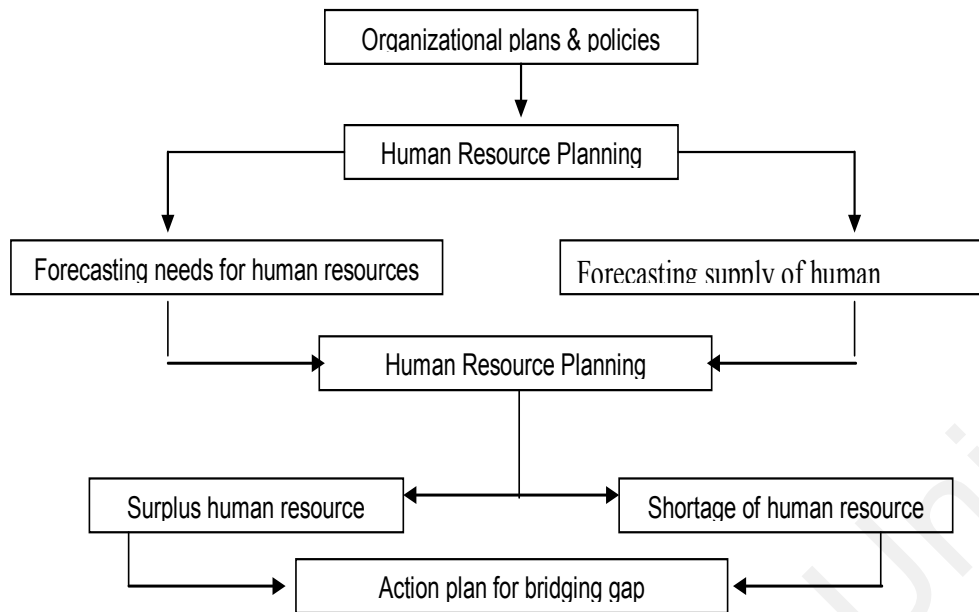 Organizational plans & policies
Human Resource Planning
Forecasting needs for human resources
Forecasting supply of human
Human Resource Planning
Surplus human resource
Shortage of human resource
Action plan for bridging gap
Uni